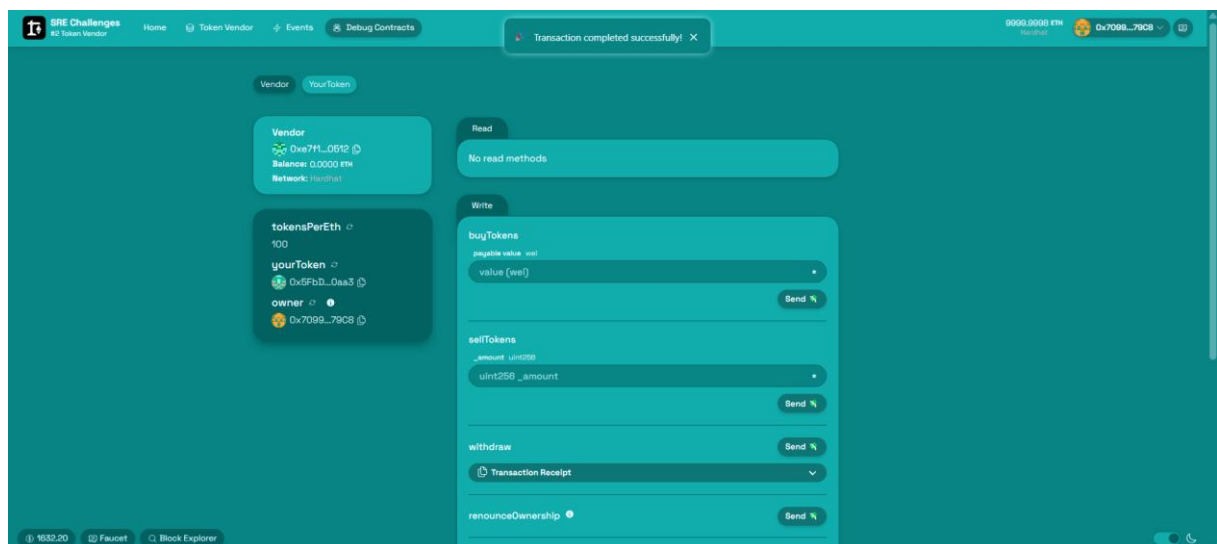 SRE Challenges
#2 Token Vendor
Home
Token Vendor
Events
Debug Contracts
Transaction completed successfully!
9999.9998 ETH
Hardhat
0x7099...79C8
Vendor
YourToken
Vendor
0xe7f1...0512
Balance: 0.0000 ETH
Network: Hardhat
tokensPerEth
100
yourToken
0x5FbD...0aa3
owner
0x7099...79C8
Read
No read methods
Write
buyTokens
payable value wei
value (wei)
*
Send
sellTokens
_amount uint256
uint256 _amount
*
Send
withdraw
Send
Transaction Receipt
renounceOwnership
Send
1632.20
Faucet
Block Explorer